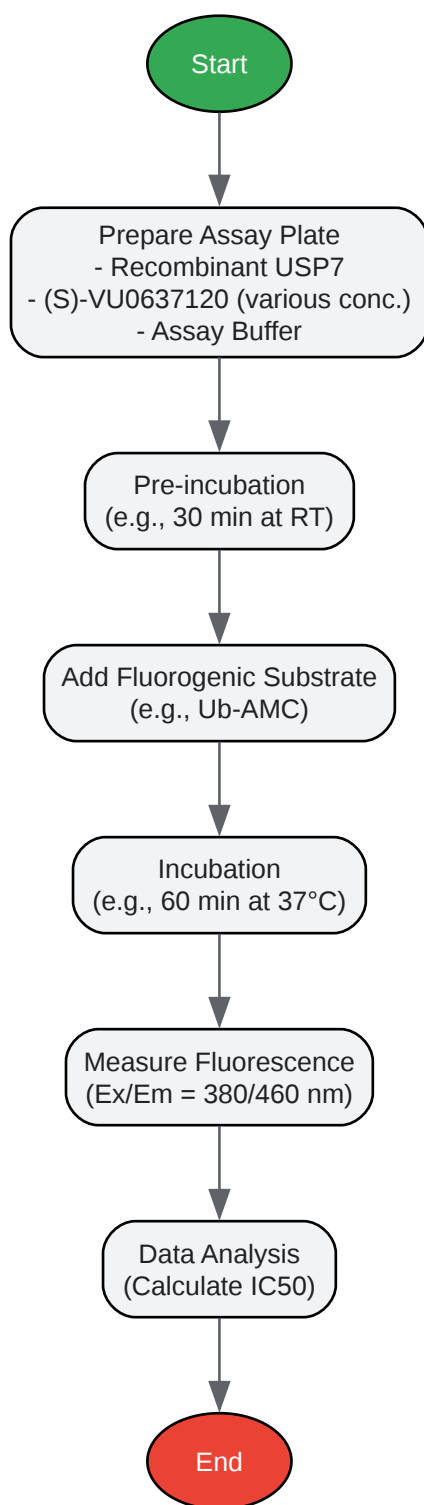 Start
Prepare Assay Plate
- Recombinant USP7
- (S)-VU0637120 (various conc.)
- Assay Buffer
Pre-incubation
(e.g., 30 min at RT)
Add Fluorogenic Substrate
(e.g., Ub-AMC)
Incubation
(e.g., 60 min at 37°C)
Measure Fluorescence
(Ex/Em = 380/460 nm)
Data Analysis
(Calculate IC50)
End